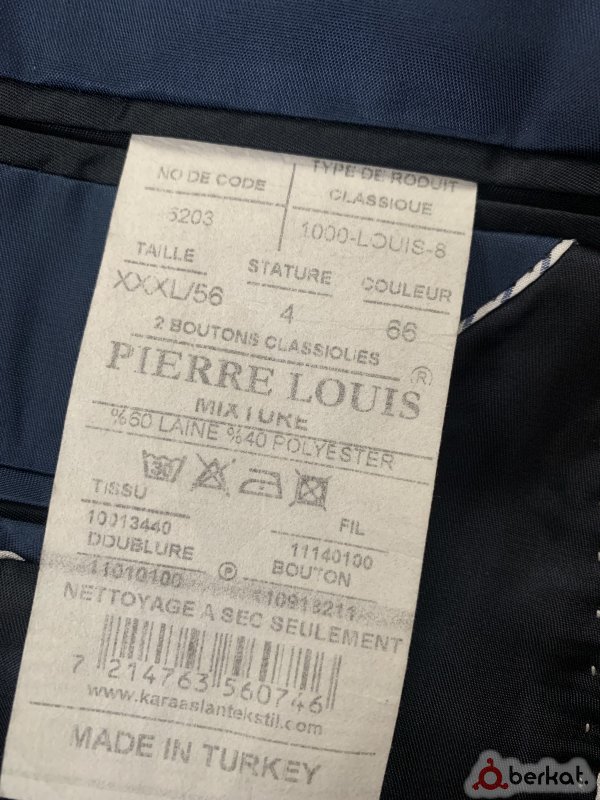 NO DE CODE
TYPE DE RODUIT
CLASSIQUE
5203
1000-LOUIS-8
TAILLE
STATURE
COULEUR
XXXL/56
4
66
2 BOUTONS CLASSIQUES
PIERRE LOUIS ®
MIXTURE
%60 LAINE %40 POLYESTER
30
TISSU
FIL
10013440
11140100
DOUBLURE
BOUTON
11010100
Ⓟ
10913211
NETTOYAGE A SEC SEULEMENT
7 214763 560746
www.karaaslantekstil.com
MADE IN TURKEY
berkat.